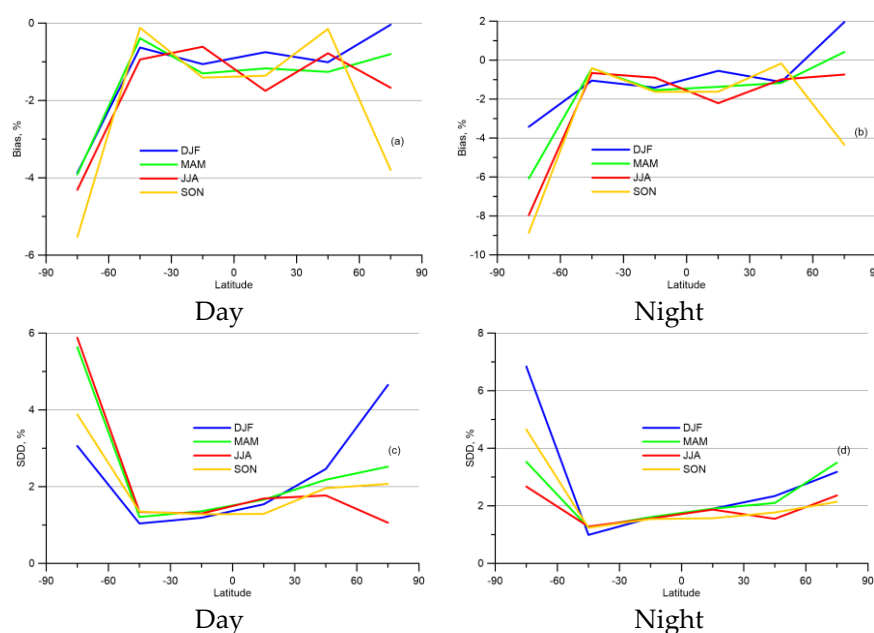 0
-2
-4
-6
Bias, %
(a)
DJF
MAM
JJA
SON
-90 -60 -30 0 30 60 90
Latitude
Day
2
0
-2
-4
-6
-8
-10
Bias, %
(b)
DJF
MAM
JJA
SON
-90 -60 -30 0 30 60 90
Latitude
Night
6
4
2
0
SDD, %
(c)
DJF
MAM
JJA
SON
-90 -60 -30 0 30 60 90
Latitude
Day
8
6
4
2
0
SDD, %
(d)
DJF
MAM
JJA
SON
-90 -60 -30 0 30 60 90
Latitude
Night